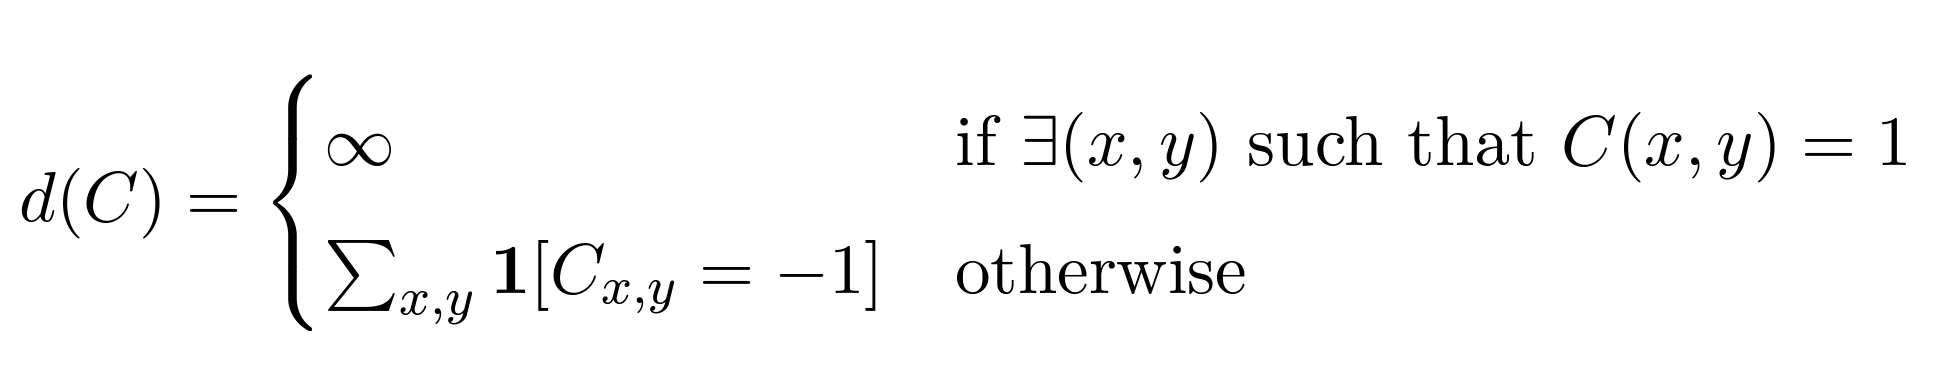 d(C) = { ∞ if ∃(x, y) such that C(x, y) = 1
∑_{x,y} 𝟏[C_{x,y} = −1] otherwise